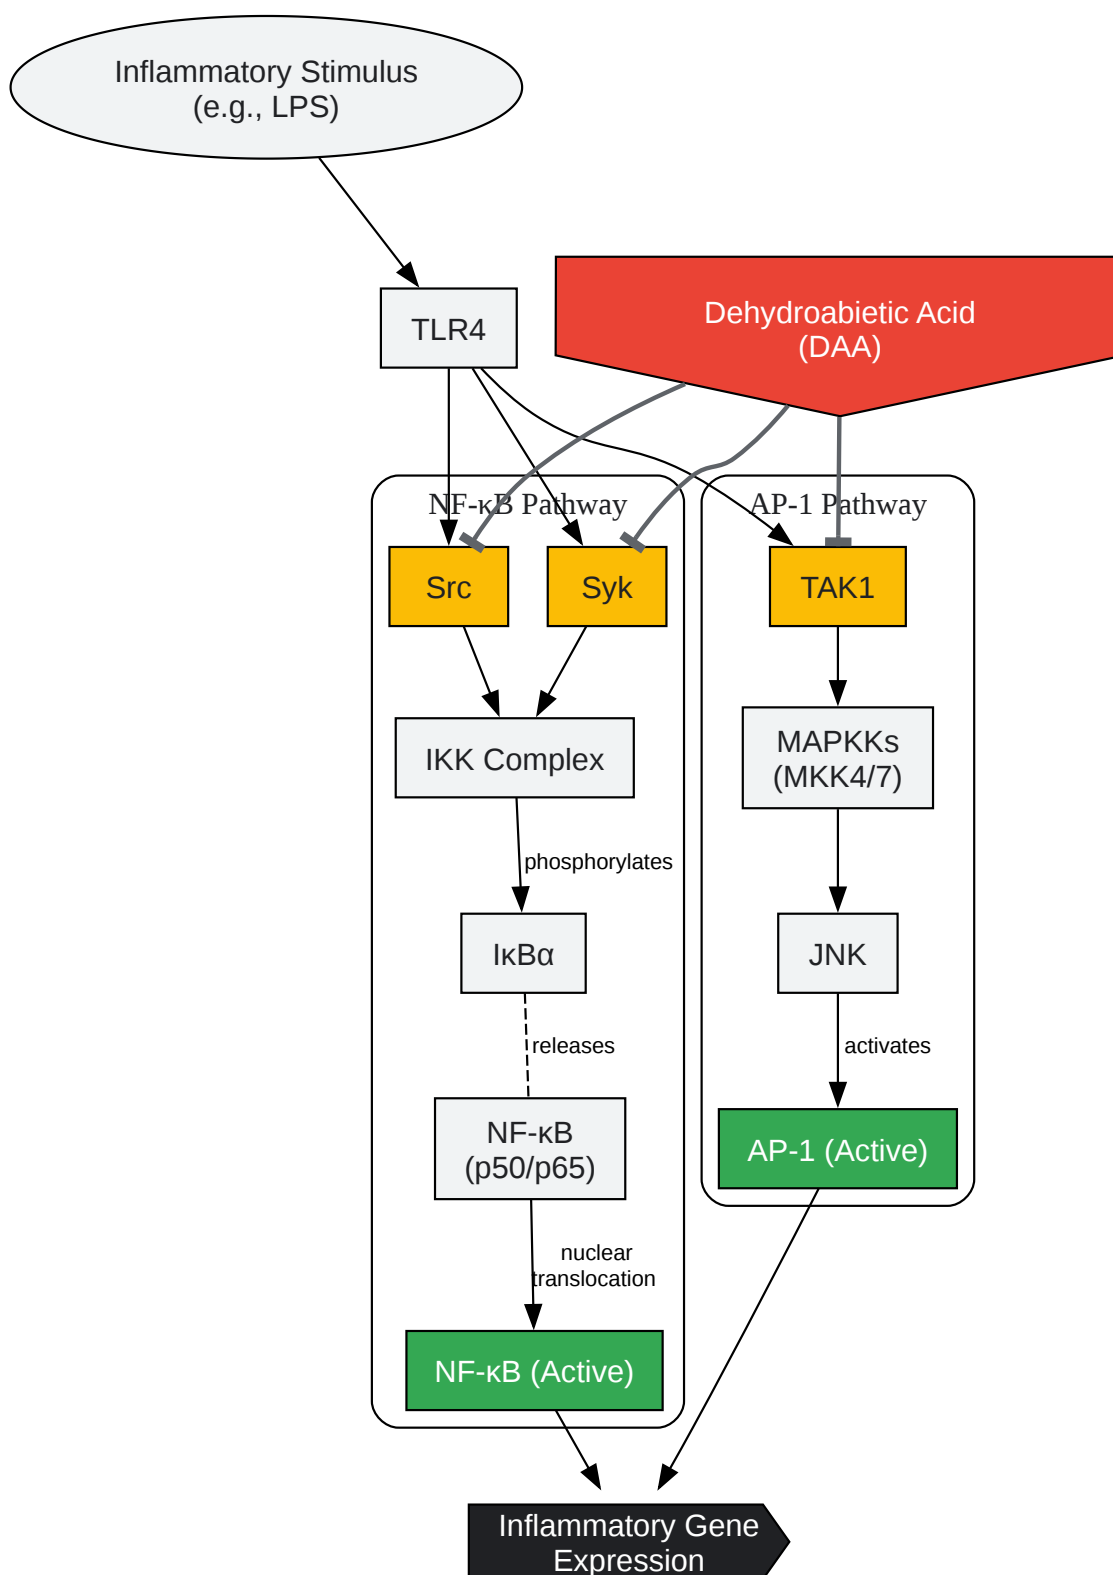 Inflammatory Stimulus
(e.g., LPS)
TLR4
Dehydroabietic Acid
(DAA)
NF-κB Pathway
AP-1 Pathway
Src
Syk
TAK1
IKK Complex
MAPKKs
(MKK4/7)
phosphorylates
IκBα
JNK
releases
activates
NF-κB
(p50/p65)
AP-1 (Active)
nuclear
translocation
NF-κB (Active)
Inflammatory Gene
Expression